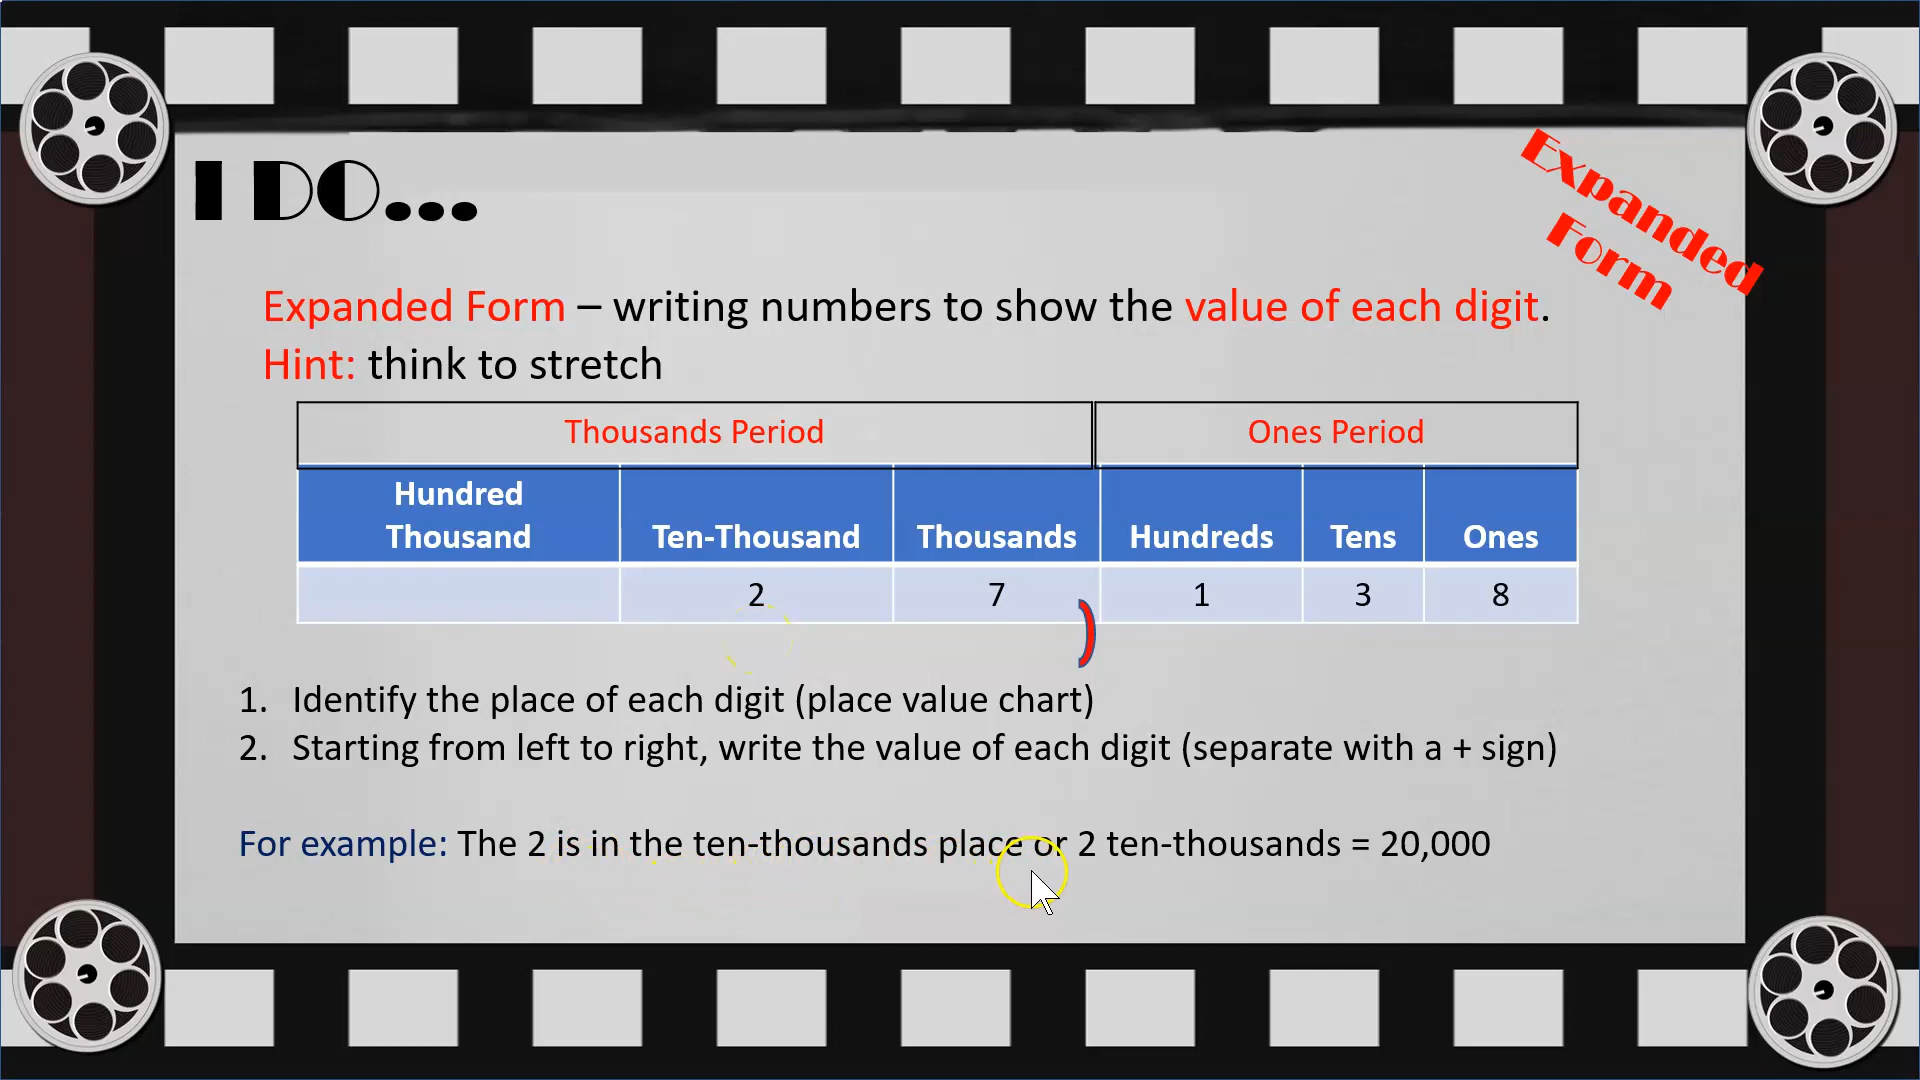 I DO...
Expanded
Form
Expanded Form – writing numbers to show the value of each digit.
Hint: think to stretch
Thousands Period Ones Period
Hundred
Thousand Ten-Thousand Thousands Hundreds Tens Ones
2 7 1 3 8
1. Identify the place of each digit (place value chart)
2. Starting from left to right, write the value of each digit (separate with a + sign)
For example: The 2 is in the ten-thousands place or 2 ten-thousands = 20,000